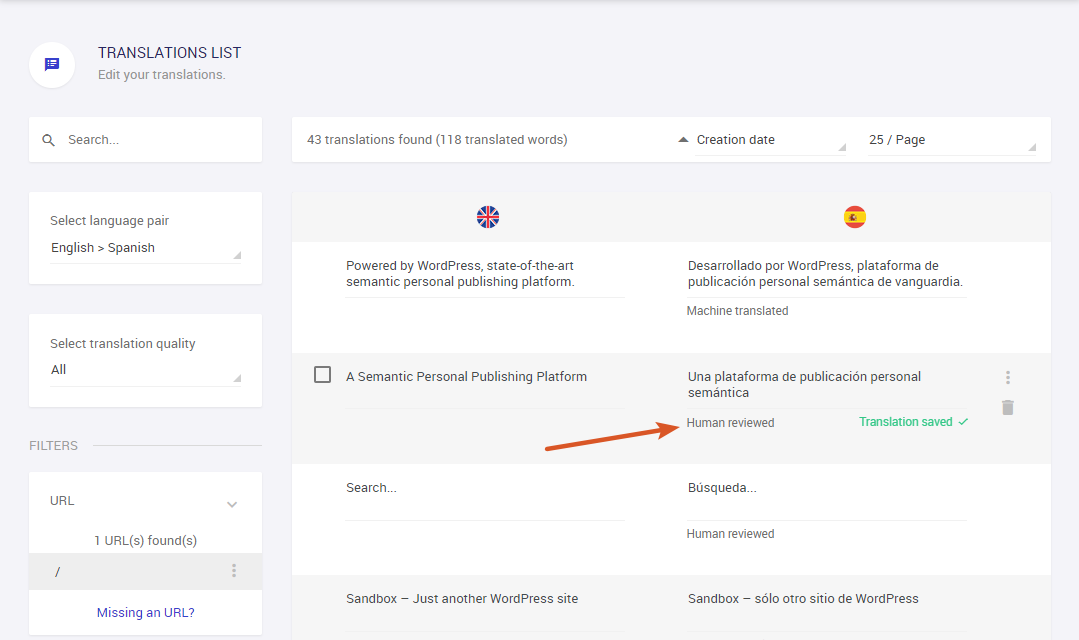 TRANSLATIONS LIST
Edit your translations.
Search...
43 translations found (118 translated words)
Creation date
25 / Page
Select language pair
English > Spanish
Select translation quality
All
FILTERS
URL
1 URL(s) found(s)
/
Missing an URL?
Powered by WordPress, state-of-the-art
semantic personal publishing platform.
Desarrollado por WordPress, plataforma de
publicación personal semántica de vanguardia.
Machine translated
A Semantic Personal Publishing Platform
Una plataforma de publicación personal
semántica
Human reviewed
Translation saved
Search...
Búsqueda...
Human reviewed
Sandbox – Just another WordPress site
Sandbox – sólo otro sitio de WordPress